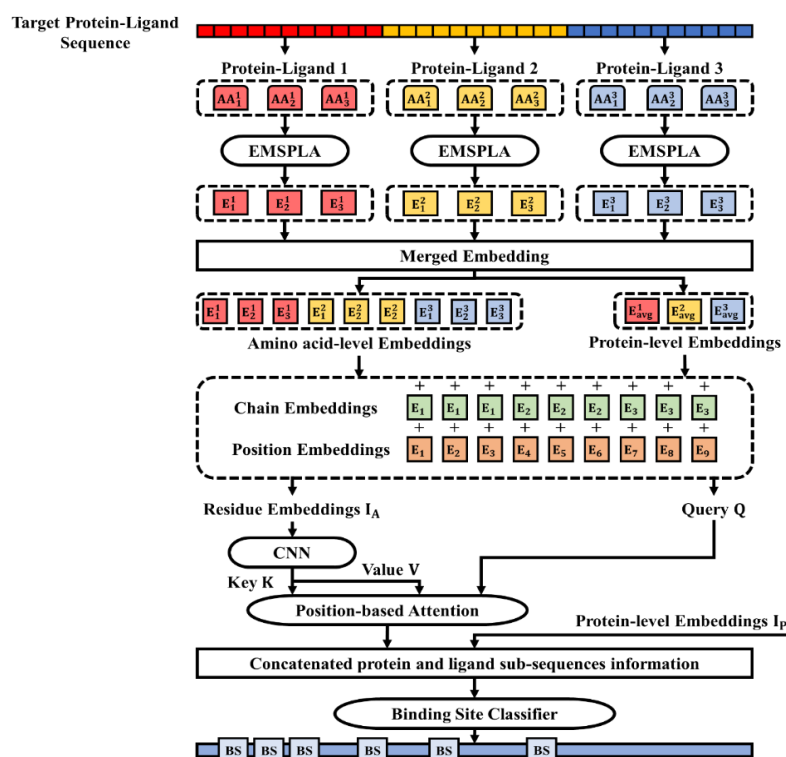 Target Protein-Ligand
Sequence
Protein-Ligand 1 Protein-Ligand 2 Protein-Ligand 3
AA₁¹ AA₂¹ AA₃¹ AA₁² AA₂² AA₃² AA₁³ AA₂³ AA₃³
EMSPLA EMSPLA EMSPLA
E₁¹ E₂¹ E₃¹ E₁² E₂² E₃² E₁³ E₂³ E₃³
Merged Embedding
E₁¹ E₂¹ E₃¹ E₁² E₂² E₂² E₁³ E₂³ E₃³ E¹avg E²avg E³avg
Amino acid-level Embeddings Protein-level Embeddings
+ + + + + + + + +
Chain Embeddings E₁ E₁ E₁ E₂ E₂ E₂ E₃ E₃ E₃
+ + + + + + + + +
Position Embeddings E₁ E₂ E₃ E₄ E₅ E₆ E₇ E₈ E₉
Residue Embeddings I_A Query Q
CNN
Key K Value V
Position-based Attention
Protein-level Embeddings I_P
Concatenated protein and ligand sub-sequences information
Binding Site Classifier
BS BS BS BS BS BS